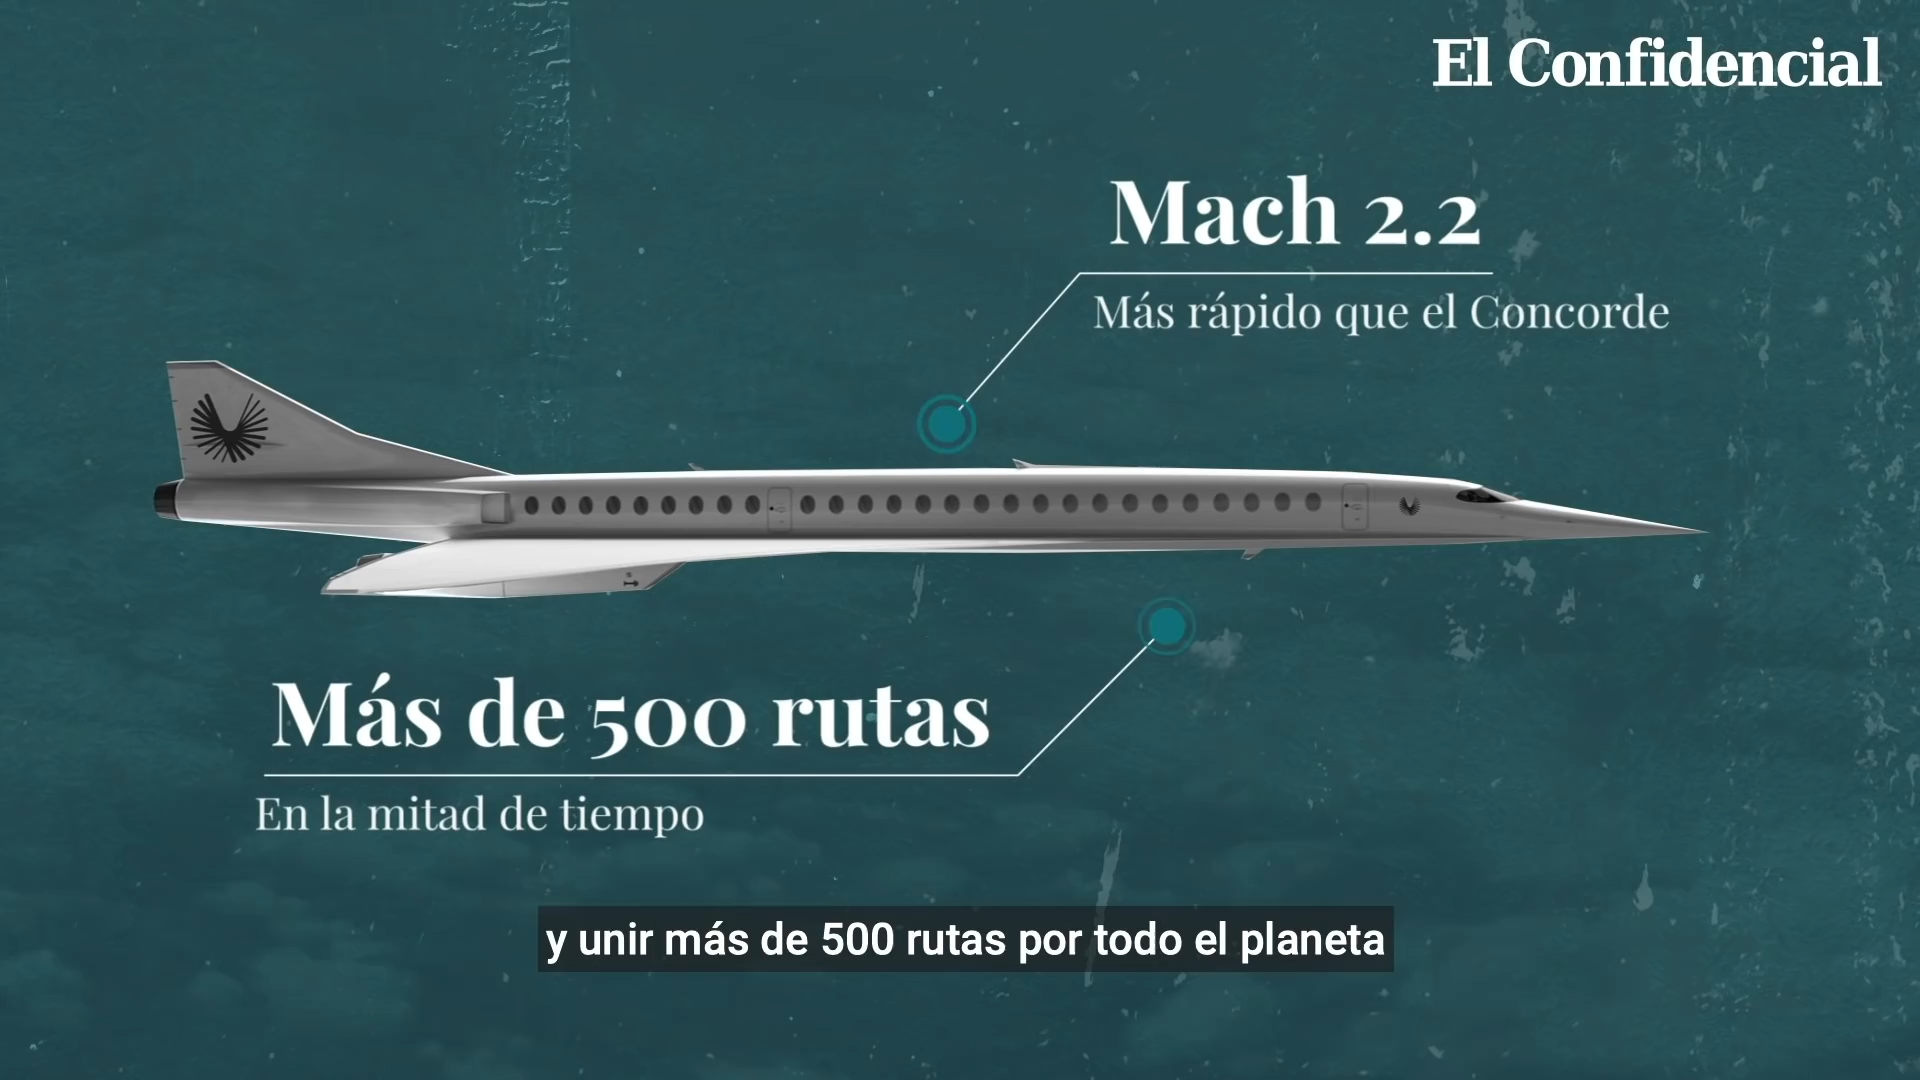 El Confidencial
Mach 2.2
Más rápido que el Concorde
Más de 500 rutas
En la mitad de tiempo
y unir más de 500 rutas por todo el planeta